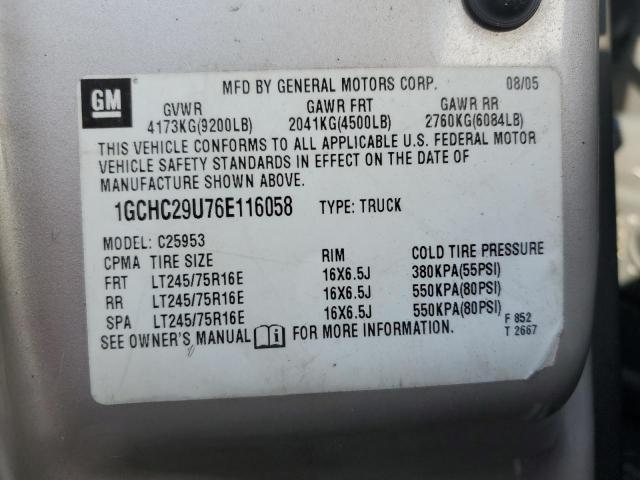 GM
MFD BY GENERAL MOTORS CORP. 08/05
GVWR GAWR FRT GAWR RR
4173KG(9200LB) 2041KG(4500LB) 2760KG(6084LB)
THIS VEHICLE CONFORMS TO ALL APPLICABLE U.S. FEDERAL MOTOR
VEHICLE SAFETY STANDARDS IN EFFECT ON THE DATE OF
MANUFACTURE SHOWN ABOVE.
1GCHC29U76E116058 TYPE: TRUCK
MODEL: C25953
CPMA TIRE SIZE RIM COLD TIRE PRESSURE
FRT LT245/75R16E 16X6.5J 380KPA(55PSI)
RR LT245/75R16E 16X6.5J 550KPA(80PSI)
SPA LT245/75R16E 16X6.5J 550KPA(80PSI)
SEE OWNER'S MANUAL FOR MORE INFORMATION.
F 852
T 2667